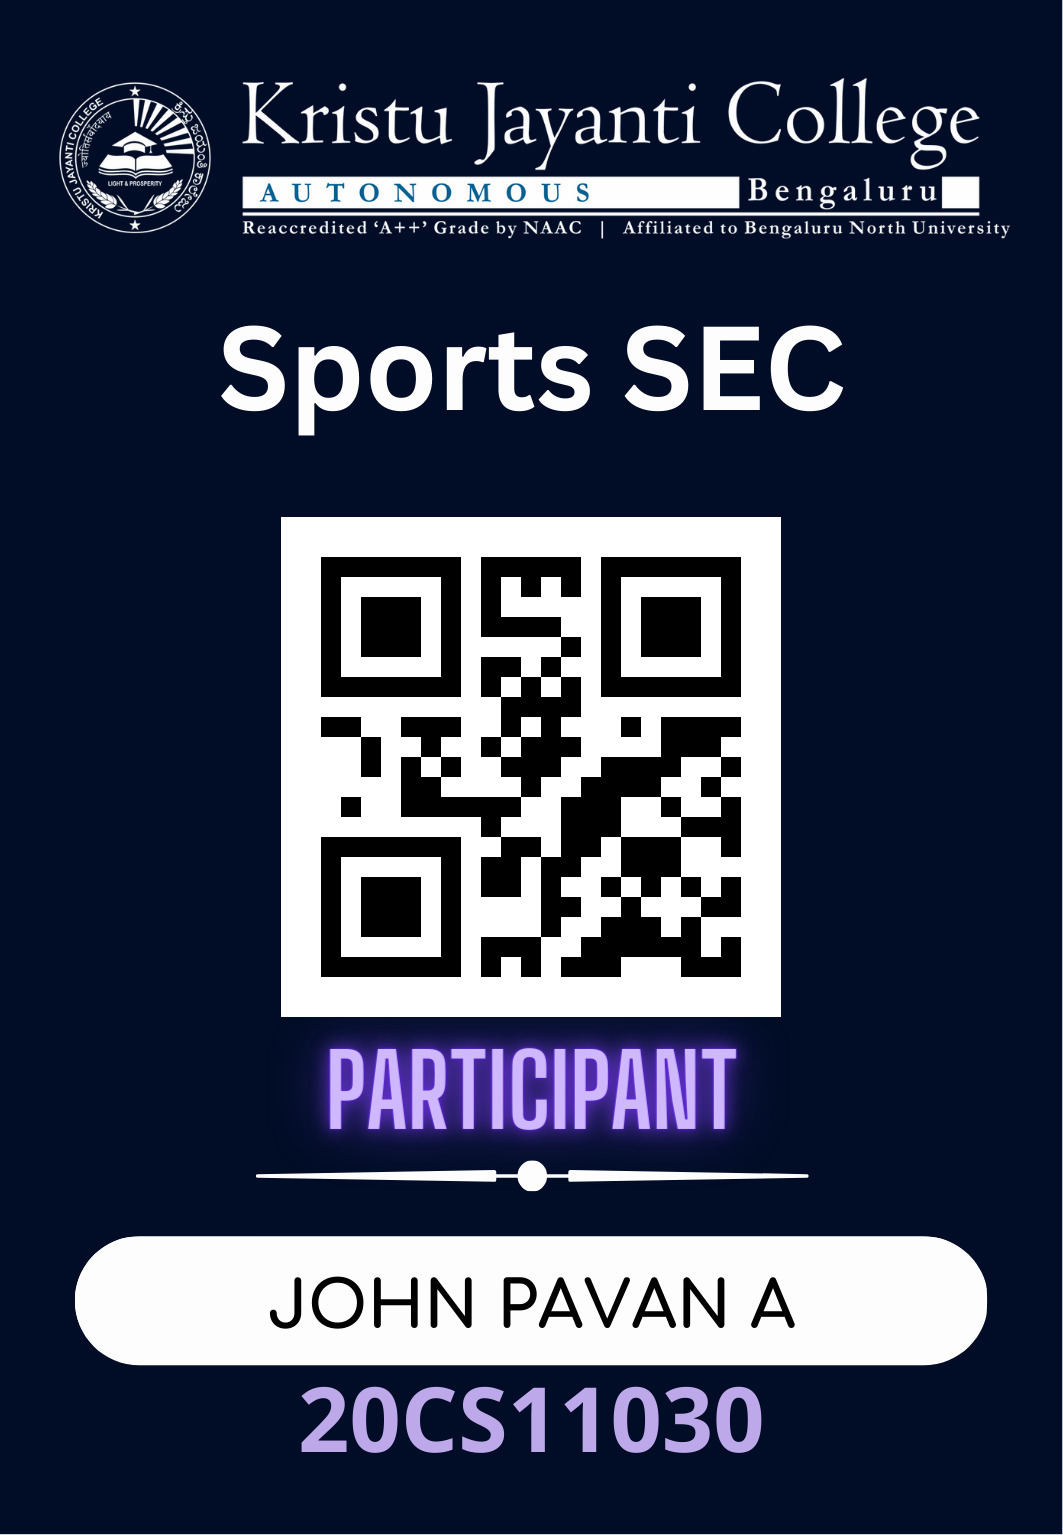 Kristu Jayanti College
AUTONOMOUS Bengaluru
Reaccredited ‘A++’ Grade by NAAC | Affiliated to Bengaluru North University
KRISTU JAYANTI COLLEGE
LIGHT & PROSPERITY
Sports SEC
PARTICIPANT
JOHN PAVAN A
20CS11030